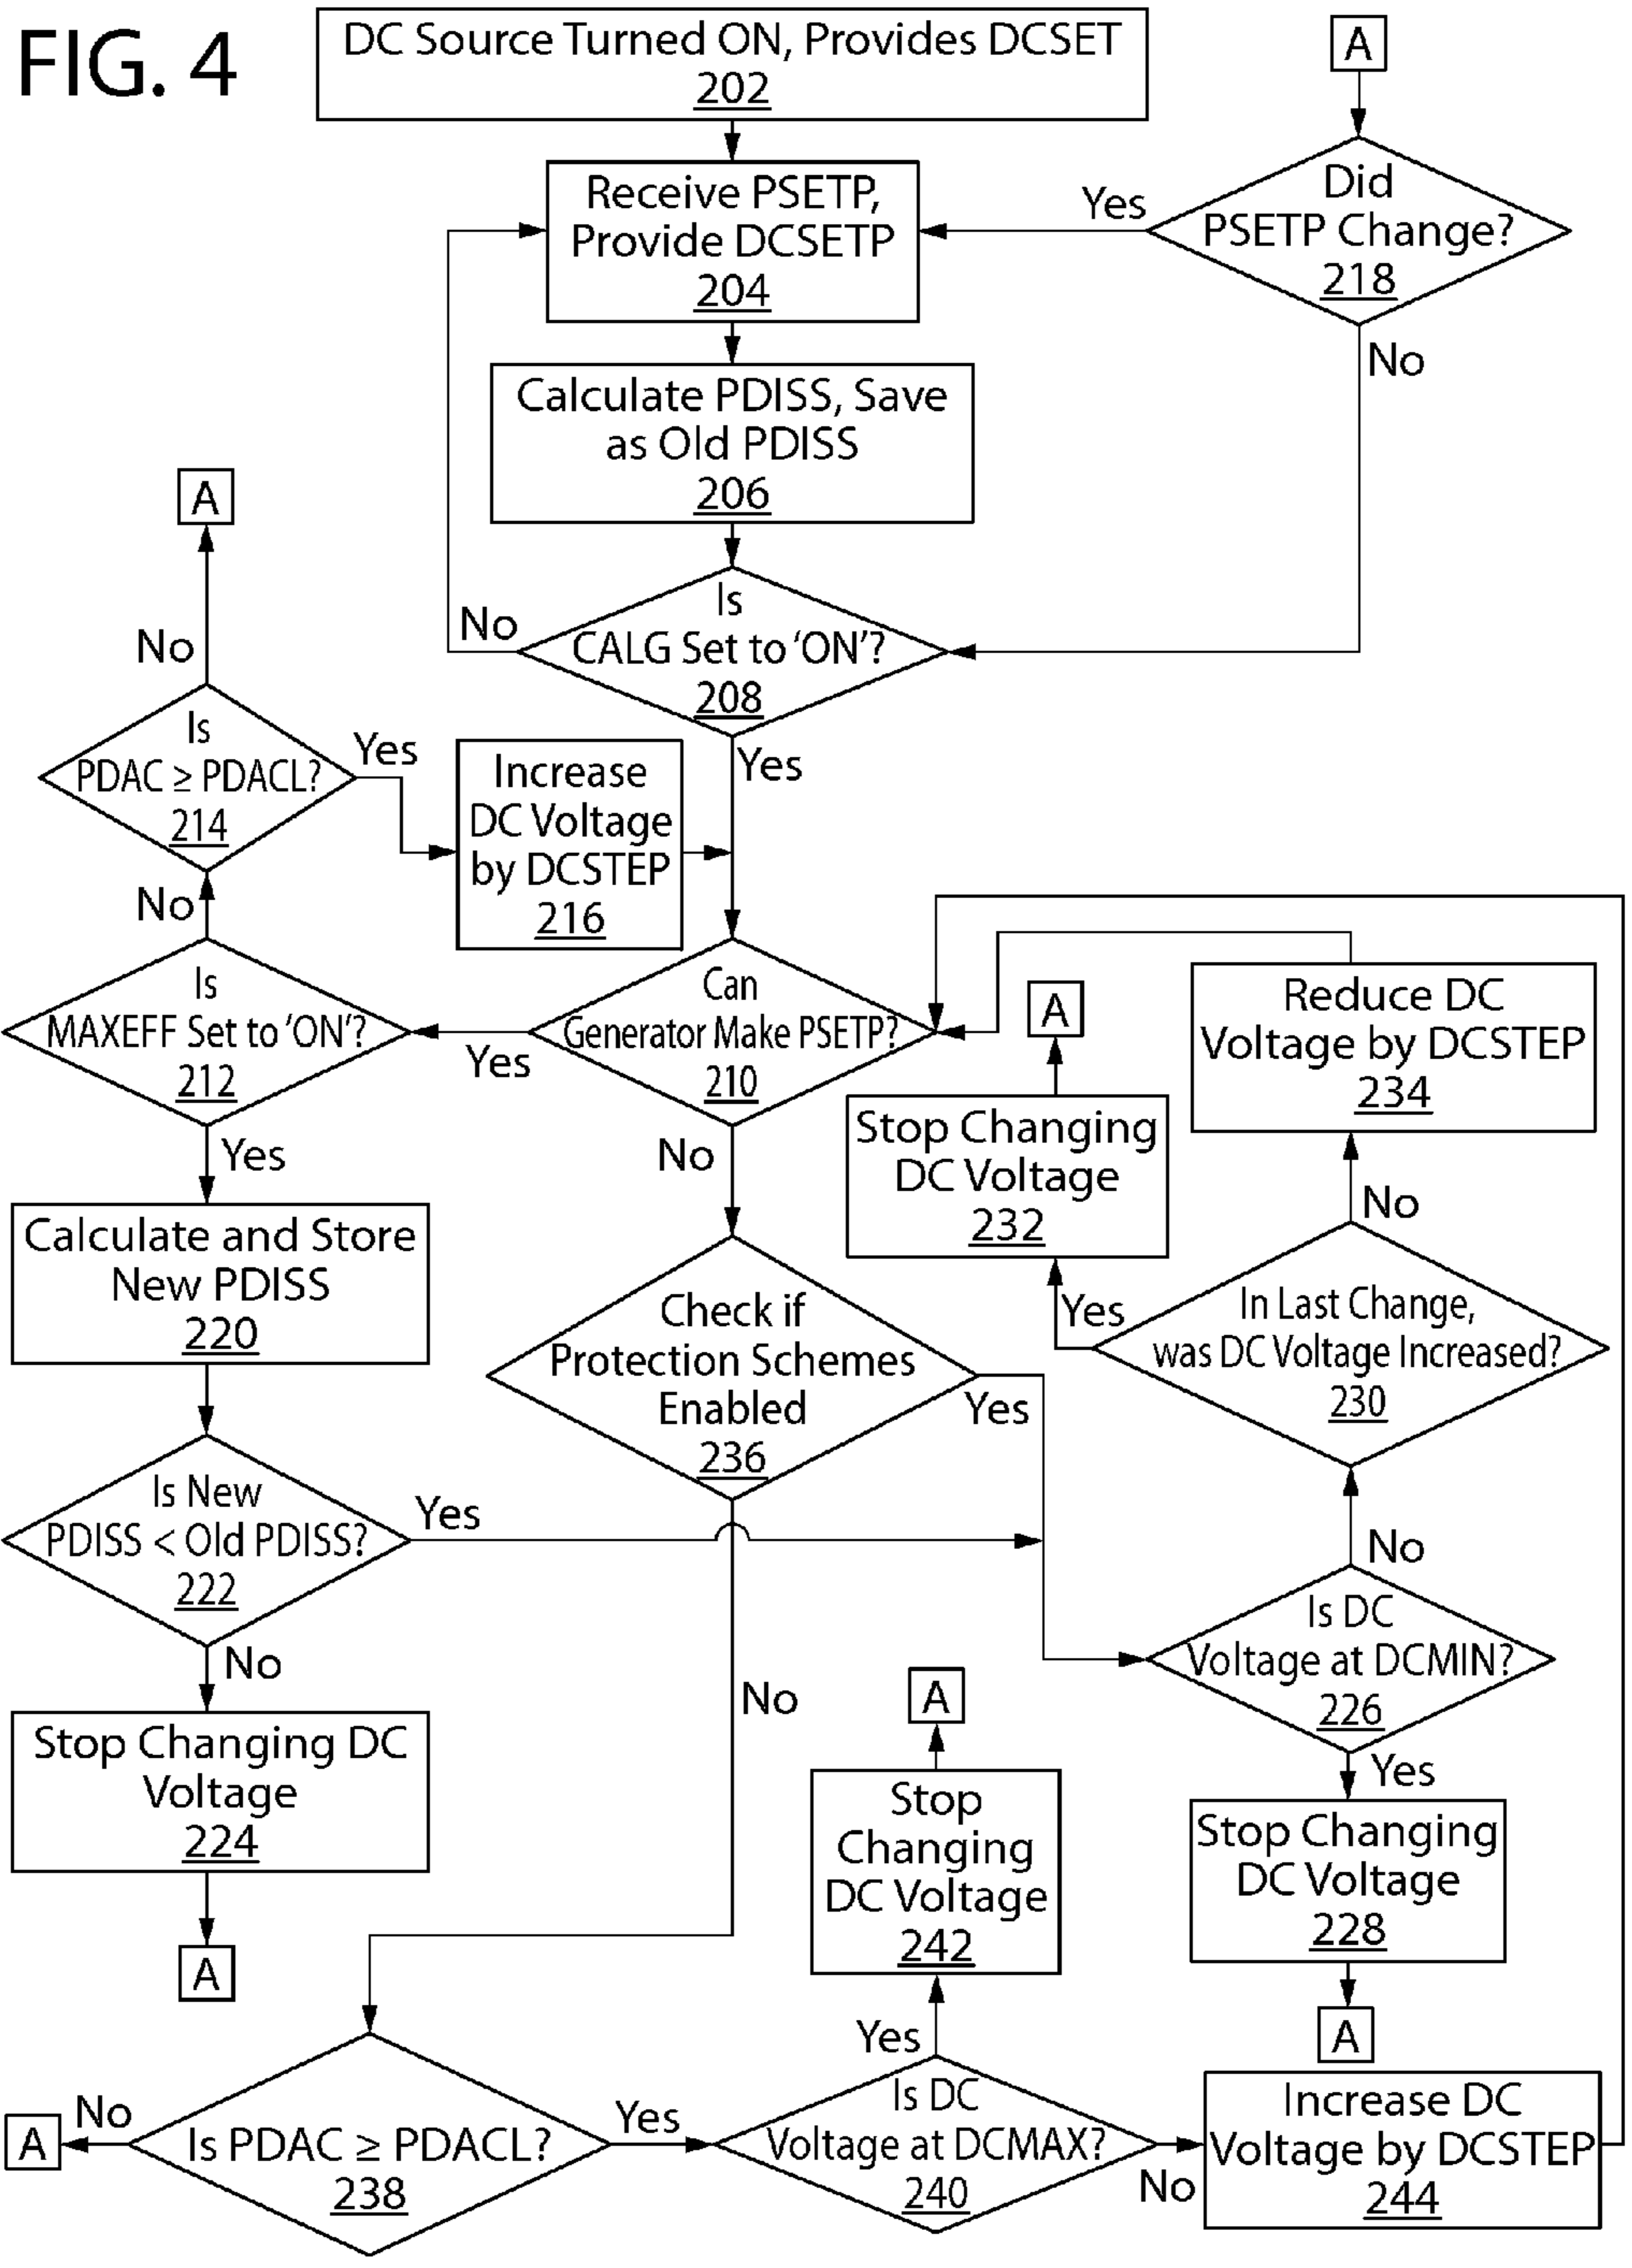 FIG. 4
DC Source Turned ON, Provides DCSET
202
A
Receive PSETP,
Provide DCSETP
204
Yes
Did
PSETP Change?
218
No
Calculate PDISS, Save
as Old PDISS
206
A
No
Is
CALG Set to ‘ON’?
208
No
Yes
Is
PDAC ≥ PDACL?
214
Yes
Increase
DC Voltage
by DCSTEP
216
No
Is
MAXEFF Set to ‘ON’?
212
Yes
Can
Generator Make PSETP?
210
A
Reduce DC
Voltage by DCSTEP
234
Yes
No
Stop Changing
DC Voltage
232
No
Calculate and Store
New PDISS
220
Check if
Protection Schemes
Enabled
236
Yes
Yes
In Last Change,
was DC Voltage Increased?
230
Is New
PDISS < Old PDISS?
222
Yes
No
No
Is DC
Voltage at DCMIN?
226
No
A
Yes
Stop Changing DC
Voltage
224
Stop
Changing
DC Voltage
242
Stop Changing
DC Voltage
228
A
A
Yes
A
No
Is PDAC ≥ PDACL?
238
Yes
Is DC
Voltage at DCMAX?
240
No
Increase DC
Voltage by DCSTEP
244